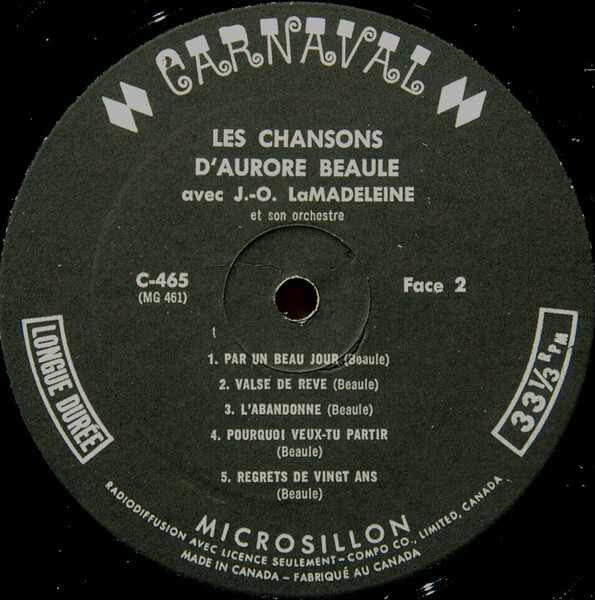 CARNAVAL
LES CHANSONS
D'AURORE BEAULE
avec J.-O. LaMADELEINE
et son orchestre
C-465
(MG 461)
Face 2
1. PAR UN BEAU JOUR (Beaule)
2. VALSE DE REVE (Beaule)
3. L'ABANDONNE (Beaule)
4. POURQUOI VEUX-TU PARTIR
(Beaule)
5. REGRETS DE VINGT ANS
(Beaule)
LONGUE DURÉE
33 1/3 RPM
MICROSILLON
RADIODIFFUSION AVEC LICENCE SEULEMENT - COMPO CO., LIMITED, CANADA
MADE IN CANADA - FABRIQUÉ AU CANADA